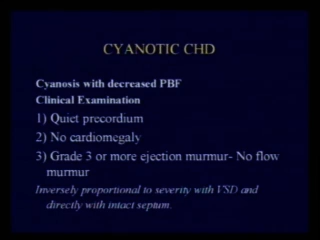 CYANOTIC CHD
Cyanosis with decreased PBF
Clinical Examination
1) Quiet precordium
2) No cardiomegaly
3) Grade 3 or more ejection murmur- No flow
murmur
Inversely proportional to severity with VSD and
directly with intact septum.